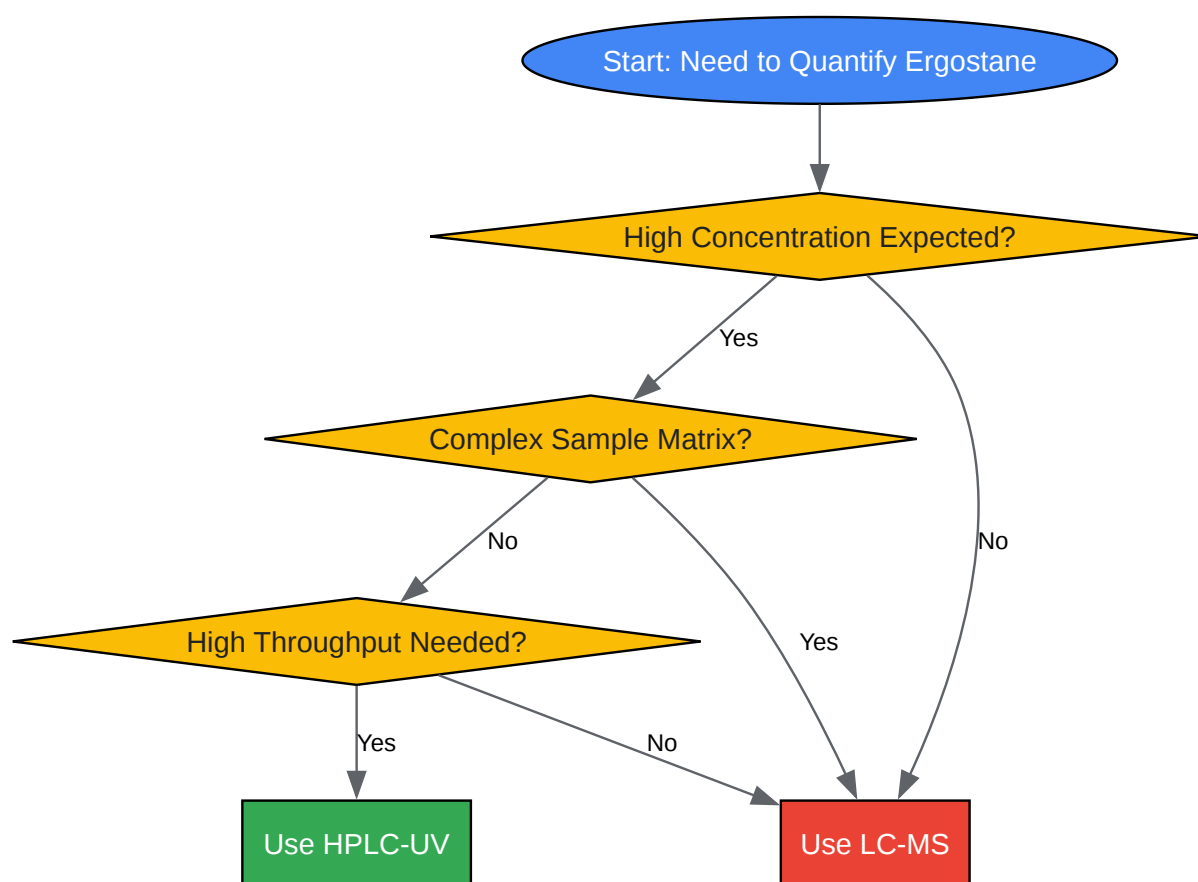 Start: Need to Quantify Ergostane
High Concentration Expected?
Yes
Complex Sample Matrix?
No
No
High Throughput Needed?
Yes
Yes
No
Use HPLC-UV
Use LC-MS